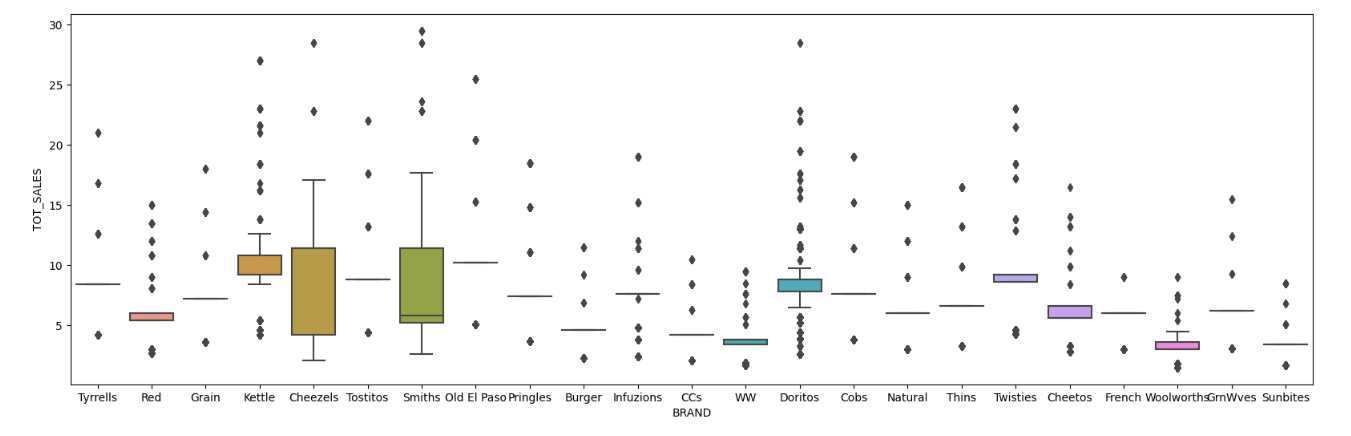 30
25
20
15
10
5
TOT_SALES
Tyrrells Red Grain Kettle Cheezels Tostitos Smiths Old El Paso Pringles Burger Infuzions CCs WW Doritos Cobs Natural Thins Twisties Cheetos French Woolworths GrnWves Sunbites
BRAND